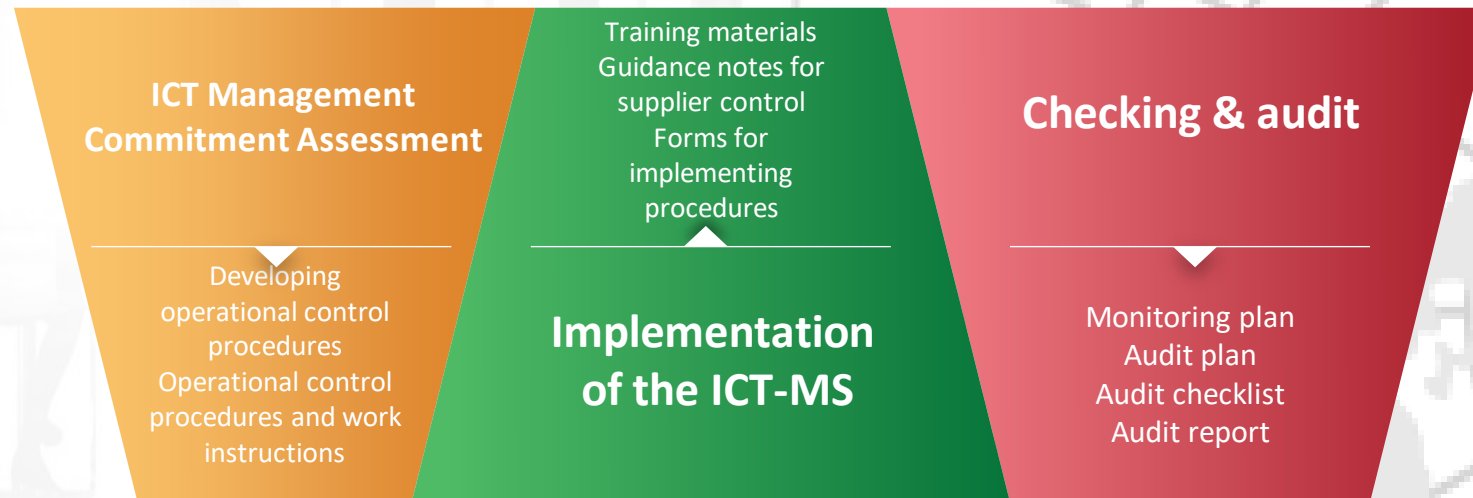 ICT Management
Commitment Assessment
Developing
operational control
procedures
Operational control
procedures and work
instructions
Training materials
Guidance notes for
supplier control
Forms for
implementing
procedures
Implementation
of the ICT-MS
Checking & audit
Monitoring plan
Audit plan
Audit checklist
Audit report